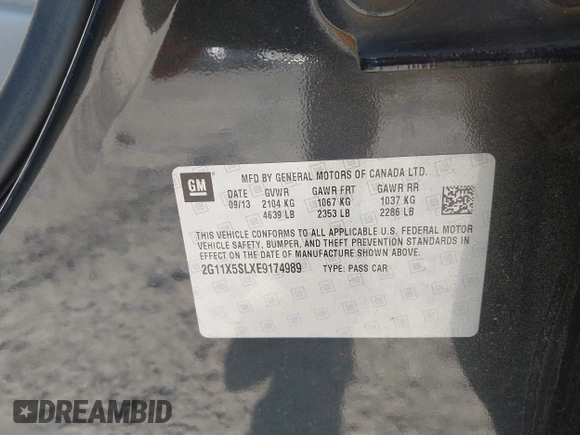 MFD BY GENERAL MOTORS OF CANADA LTD.
GM
DATE GVWR GAWR FRT GAWR RR
09/13 2104 KG 1067 KG 1037 KG
4639 LB 2353 LB 2286 LB
THIS VEHICLE CONFORMS TO ALL APPLICABLE U.S. FEDERAL MOTOR
VEHICLE SAFETY, BUMPER, AND THEFT PREVENTION STANDARDS IN
EFFECT ON THE DATE OF MANUFACTURE SHOWN ABOVE.
2G11X5SLXE9174989 TYPE: PASS CAR
DREAMBID